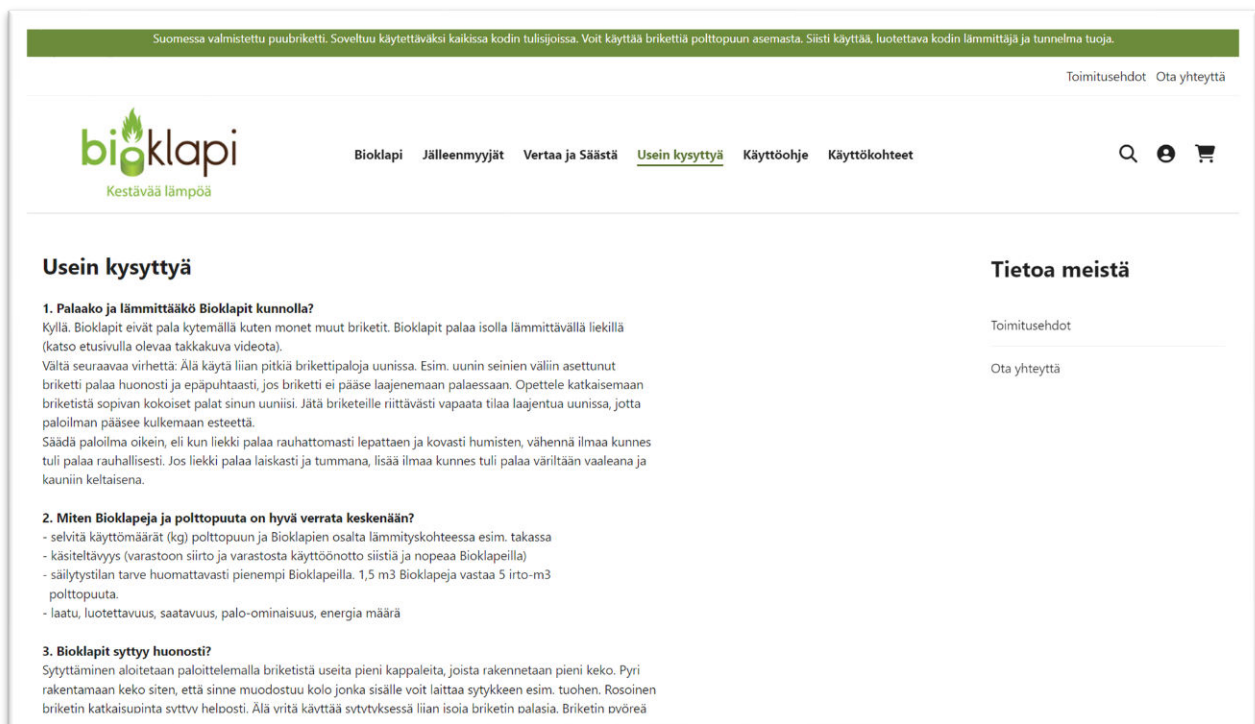 Suomessa valmistettu puubriketti. Soveltuu käytettäväksi kaikissa kodin tulisijoissa. Voit käyttää brikettiä polttopuun asemasta. Siisti käyttää, luotettava kodin lämmittäjä ja tunnelma tuoja.
Toimitusehdot Ota yhteyttä
bioklapi
Kestävää lämpöä
Bioklapi Jälleenmyyjät Vertaa ja Säästä Usein kysyttyä Käyttöohje Käyttökohteet
Usein kysyttyä
1. Palaako ja lämmittääkö Bioklapit kunnolla?
Kyllä. Bioklapit eivät pala kytemällä kuten monet muut briketit. Bioklapit palaa isolla lämmittävällä liekillä
(katso etusivulla olevaa takkakuva videota).
Vältä seuraavaa virhettä: Älä käytä liian pitkiä brikettipaloja uunissa. Esim. uunin seinien väliin asettunut
briketti palaa huonosti ja epäpuhtaasti, jos briketti ei pääse laajenemaan palaessaan. Opettele katkaisemaan
briketistä sopivan kokoiset palat sinun uuniisi. Jätä briketeille riittävästi vapaata tilaa laajentua uunissa, jotta
paloilman pääsee kulkemaan esteettä.
Säädä paloilma oikein, eli kun liekki palaa rauhattomasti lepattaen ja kovasti humisten, vähennä ilmaa kunnes
tuli palaa rauhallisesti. Jos liekki palaa laiskasti ja tummana, lisää ilmaa kunnes tuli palaa väriltään vaaleana ja
kauniin keltaisena.
2. Miten Bioklapeja ja polttopuuta on hyvä verrata keskenään?
- selvitä käyttömäärät (kg) polttopuun ja Bioklapien osalta lämmityskohteessa esim. takassa
- käsiteltävyys (varastoon siirto ja varastosta käyttöönotto siistiä ja nopeaa Bioklapeilla)
- säilytystilan tarve huomattavasti pienempi Bioklapeilla. 1,5 m3 Bioklapeja vastaa 5 irto-m3
polttopuuta.
- laatu, luotettavuus, saatavuus, palo-ominaisuus, energia määrä
3. Bioklapit syttyy huonosti?
Sytyttäminen aloitetaan paloittelemalla briketistä useita pieni kappaleita, joista rakennetaan pieni keko. Pyri
rakentamaan keko siten, että sinne muodostuu kolo jonka sisälle voit laittaa sytykkeen esim. tuohen. Rosoinen
briketin katkaisupinta syttyy helposti. Älä yritä käyttää sytytyksessä liian isoja briketin palasia. Briketin pyöreä
Tietoa meistä
Toimitusehdot
Ota yhteyttä